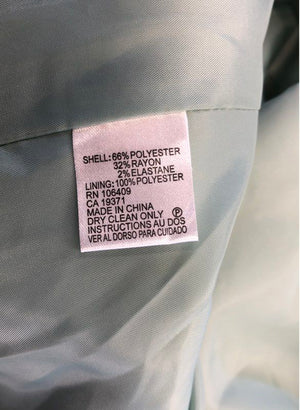 SHELL:66%POLYESTER
32%RAYON
2%ELASTANE
LINING:100%POLYESTER
RN 106409
CA 19371
MADE IN CHINA
DRY CLEAN ONLY Ⓟ
INSTRUCTIONS AU DOS
VER AL DORSO PARA CUIDADO